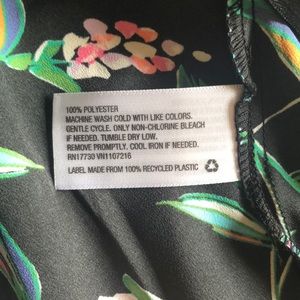 100% POLYESTER
MACHINE WASH COLD WITH LIKE COLORS.
GENTLE CYCLE. ONLY NON-CHLORINE BLEACH
IF NEEDED. TUMBLE DRY LOW.
REMOVE PROMPTLY. COOL IRON IF NEEDED.
RN17730 VN1107216
LABEL MADE FROM 100% RECYCLED PLASTIC